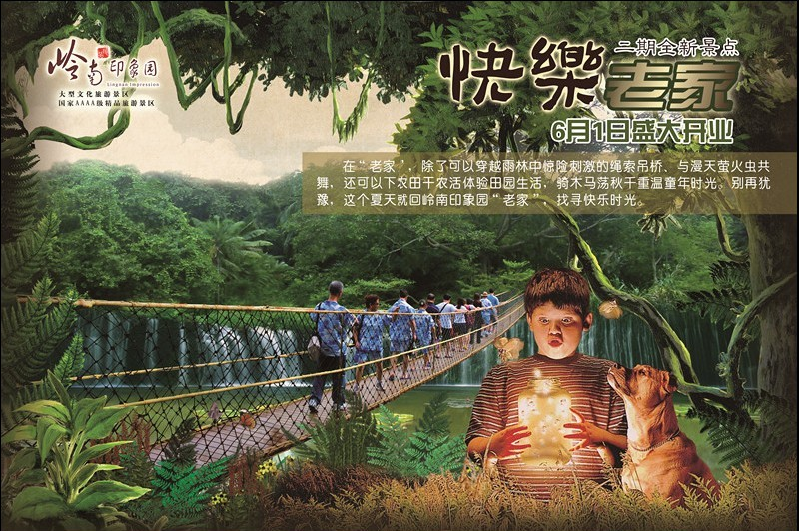 岭南印象园
Lingnan Impression
大型文化旅游景区
国家AAAA级精品旅游景区
快樂老家
二期全新景点
6月1日盛大开业
在“老家”，除了可以穿越雨林中惊险刺激的绳索吊桥、与漫天萤火虫共
舞，还可以下农田干农活体验田园生活，骑木马荡秋千重温童年时光。别再犹
豫，这个夏天就回岭南印象园“老家”，找寻快乐时光。